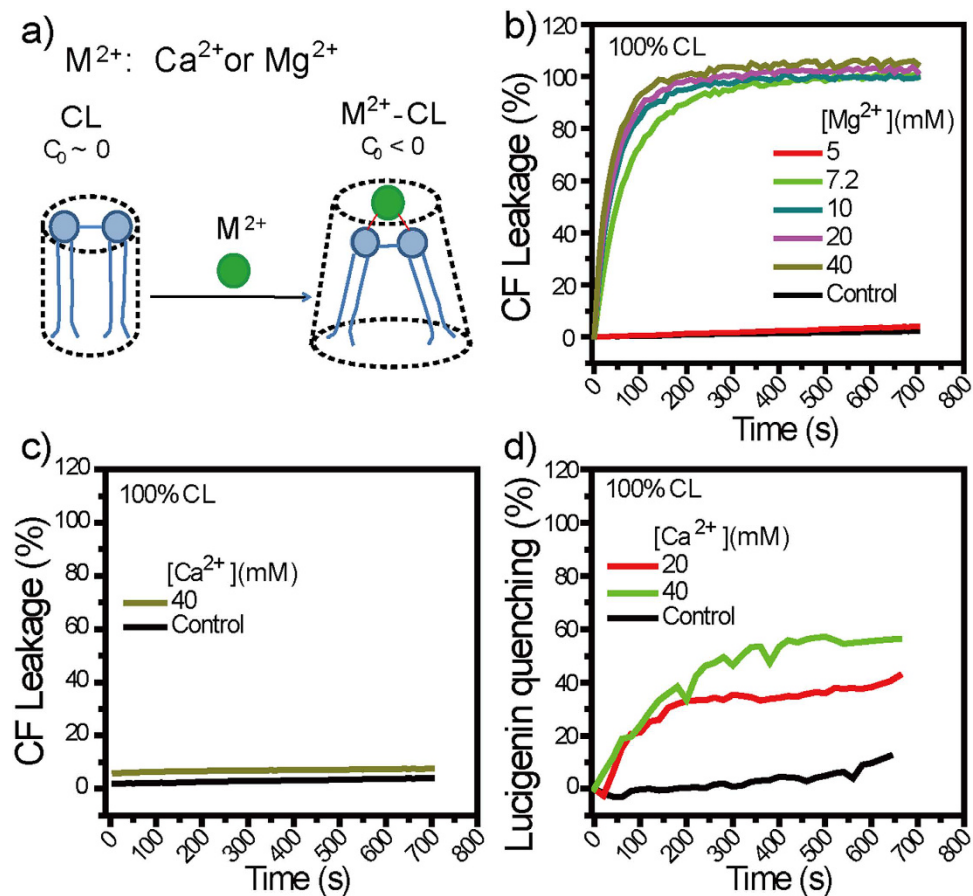 a)
M²⁺: Ca²⁺ or Mg²⁺
CL
C₀ ~ 0
M²⁺
M²⁺-CL
C₀ < 0
b)
100% CL
CF Leakage (%)
120
100
80
60
40
20
0
[Mg²⁺](mM)
5
7.2
10
20
40
Control
0 100 200 300 400 500 600 700 800
Time (s)
c)
100% CL
CF Leakage (%)
120
100
80
60
40
20
0
[Ca²⁺](mM)
40
Control
0 100 200 300 400 500 600 700 800
Time (s)
d)
100% CL
Lucigenin quenching (%)
120
100
80
60
40
20
0
[Ca²⁺](mM)
20
40
Control
0 100 200 300 400 500 600 700 800
Time (s)